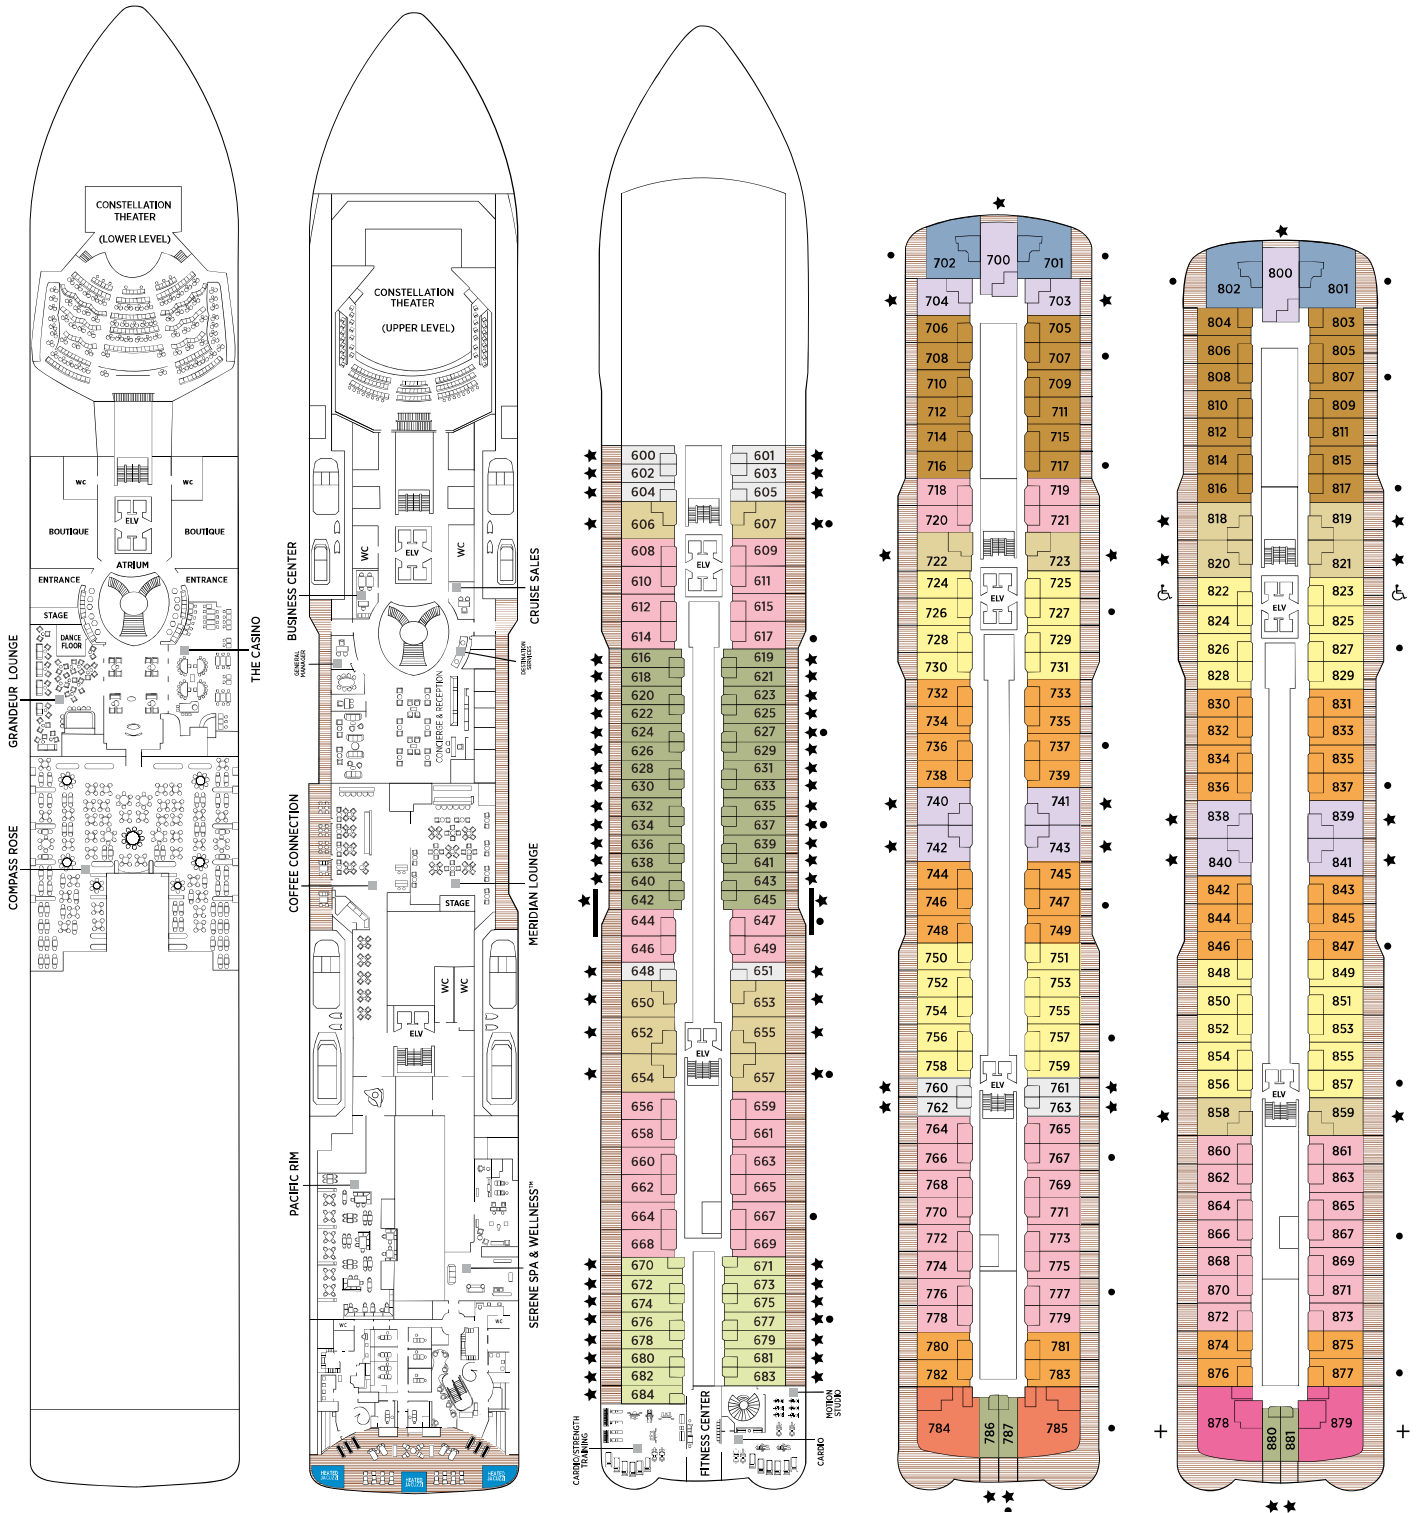 CONSTELLATION
THEATER
(LOWER LEVEL)
WC
WC
BOUTIQUE
ELV
BOUTIQUE
ATRIUM
ENTRANCE
ENTRANCE
STAGE
DANCE
FLOOR
THE CASINO
GRANDEUR LOUNGE
COMPASS ROSE
CONSTELLATION
THEATER
(UPPER LEVEL)
WC
ELV
WC
BUSINESS CENTER
CRUISE SALES
GENERAL
MANAGER
DESTINATION
SERVICES
CONCIERGE & RECEPTION
COFFEE CONNECTION
MERIDIAN LOUNGE
STAGE
WC
WC
ELV
PACIFIC RIM
SERENE SPA & WELLNESS™
WC
WC
HEATED
JACUZZI
HEATED
JACUZZI
HEATED
JACUZZI
600 601
602 603
604 605
606 607
608 609
ELV
610 611
612 615
614 617
616 619
618 621
620 623
622 625
624 627
626 629
628 631
630 633
632 635
634 637
636 639
638 641
640 643
642 645
644 647
646 649
648 651
650 653
652 655
ELV
654 657
656 659
658 661
660 663
662 665
664 667
668 669
670 671
672 673
674 675
676 677
678 679
680 681
682 683
684
MOTION
STUDIO
CARDIO/STRENGTH
TRAINING
FITNESS CENTER
CARDIO
702 700 701
704 703
706 705
708 707
710 709
712 711
714 715
716 717
718 719
720 721
722 723
724 725
ELV
726 727
728 729
730 731
732 733
734 735
736 737
738 739
740 741
742 743
744 745
746 747
748 749
750 751
752 753
754 755
756 757
758 759
760 ELV 761
762 763
764 765
766 767
768 769
770 771
772 773
774 775
776 777
778 779
780 781
782 783
784 786 787 785
802 800 801
804 803
806 805
808 807
810 809
812 811
814 815
816 817
818 819
820 821
822 823
ELV
824 825
826 827
828 829
830 831
832 833
834 835
836 837
838 839
840 841
842 843
844 845
846 847
848 849
850 851
852 853
854 855
856 857
ELV
858 859
860 861
862 863
864 865
866 867
868 869
870 871
872 873
874 875
876 877
878 880 881 879